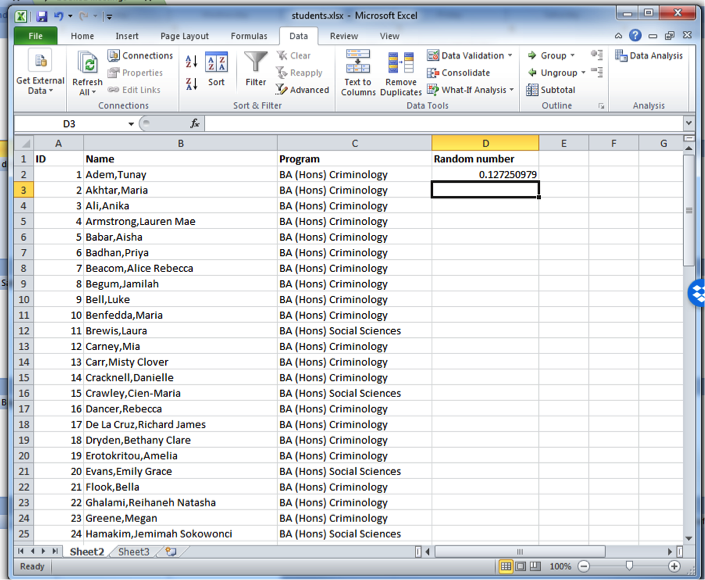 students.xlsx - Microsoft Excel
File Home Insert Page Layout Formulas Data Review View
Get External Data
Refresh All
Connections
Properties
Edit Links
Connections
Sort
Filter
Clear
Reapply
Advanced
Sort & Filter
Text to Columns
Remove Duplicates
Data Validation
Consolidate
What-If Analysis
Data Tools
Group
Ungroup
Subtotal
Outline
Data Analysis
Analysis
D3 fx
A B C D E F G
1 ID Name Program Random number
2 1 Adem,Tunay BA (Hons) Criminology 0.127250979
3 2 Akhtar,Maria BA (Hons) Criminology
4 3 Ali,Anika BA (Hons) Criminology
5 4 Armstrong,Lauren Mae BA (Hons) Criminology
6 5 Babar,Aisha BA (Hons) Criminology
7 6 Badhan,Priya BA (Hons) Criminology
8 7 Beacom,Alice Rebecca BA (Hons) Criminology
9 8 Begum,Jamilah BA (Hons) Criminology
10 9 Bell,Luke BA (Hons) Criminology
11 10 Benfedda,Maria BA (Hons) Criminology
12 11 Brewis,Laura BA (Hons) Social Sciences
13 12 Carney,Mia BA (Hons) Criminology
14 13 Carr,Misty Clover BA (Hons) Criminology
15 14 Cracknell,Danielle BA (Hons) Criminology
16 15 Crawley,Cien-Maria BA (Hons) Social Sciences
17 16 Dancer,Rebecca BA (Hons) Criminology
18 17 De La Cruz,Richard James BA (Hons) Criminology
19 18 Dryden,Bethany Clare BA (Hons) Criminology
20 19 Erotokritou,Amelia BA (Hons) Criminology
21 20 Evans,Emily Grace BA (Hons) Social Sciences
22 21 Flook,Bella BA (Hons) Criminology
23 22 Ghalami,Reihaneh Natasha BA (Hons) Criminology
24 23 Greene,Megan BA (Hons) Criminology
25 24 Hamakim,Jemimah Sokowonci BA (Hons) Social Sciences
Sheet2 Sheet3
Ready 100%